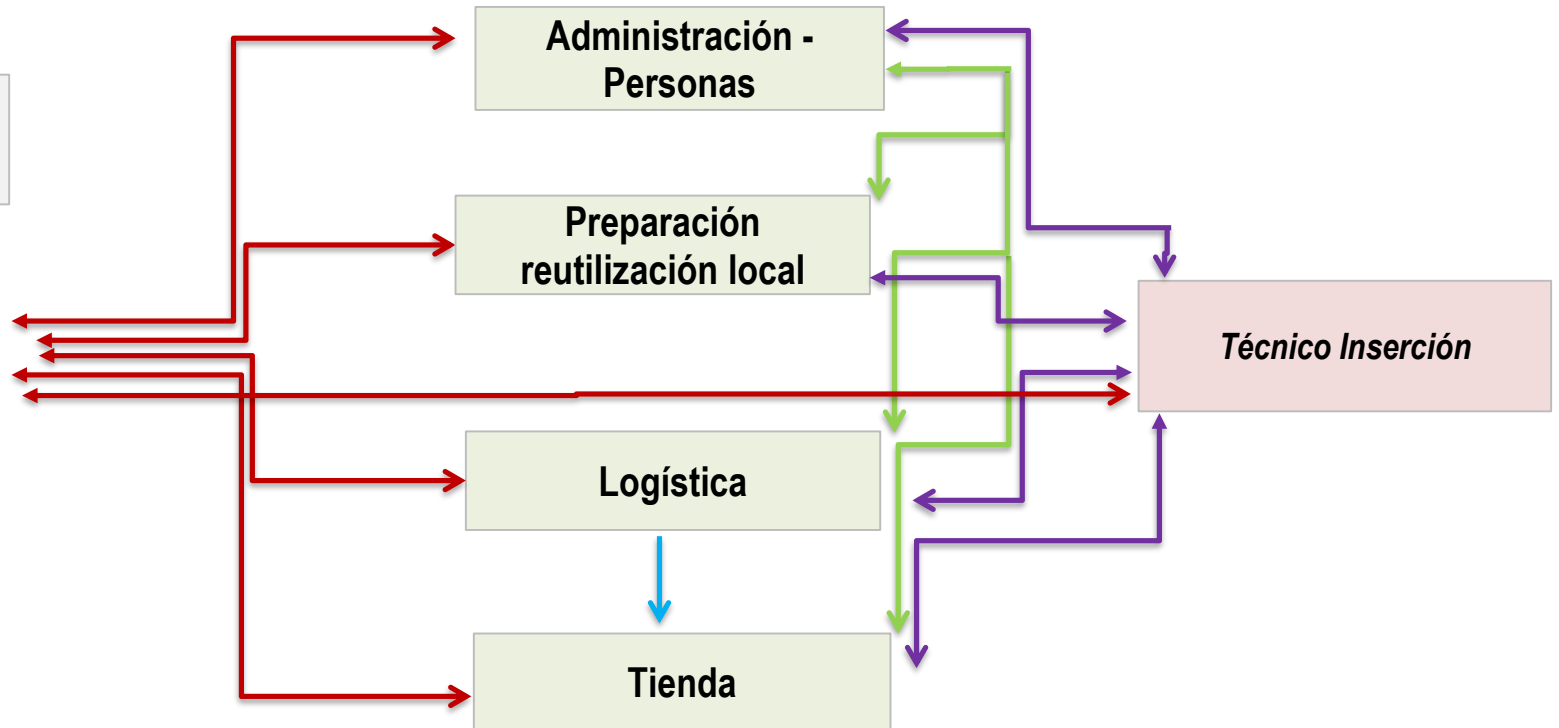 Administración -
Personas
Preparación
reutilización local
Técnico Inserción
Logística
Tienda